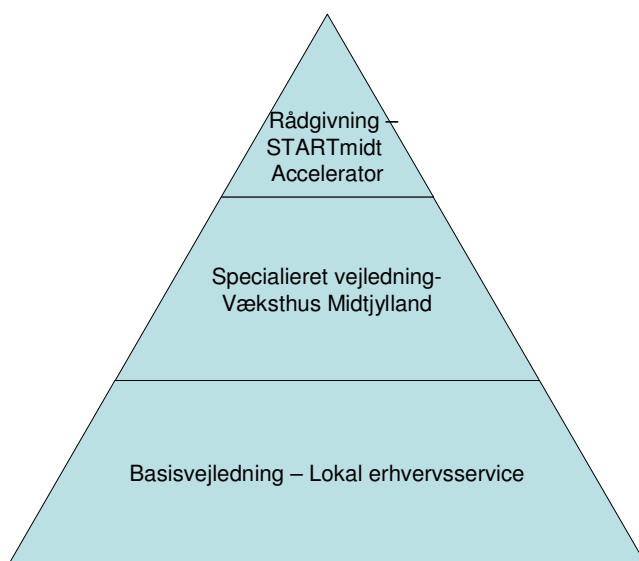 Rådgivning –
STARTmidt
Accelerator
Specialieret vejledning-
Væksthus Midtjylland
Basisvejledning – Lokal erhvervsservice